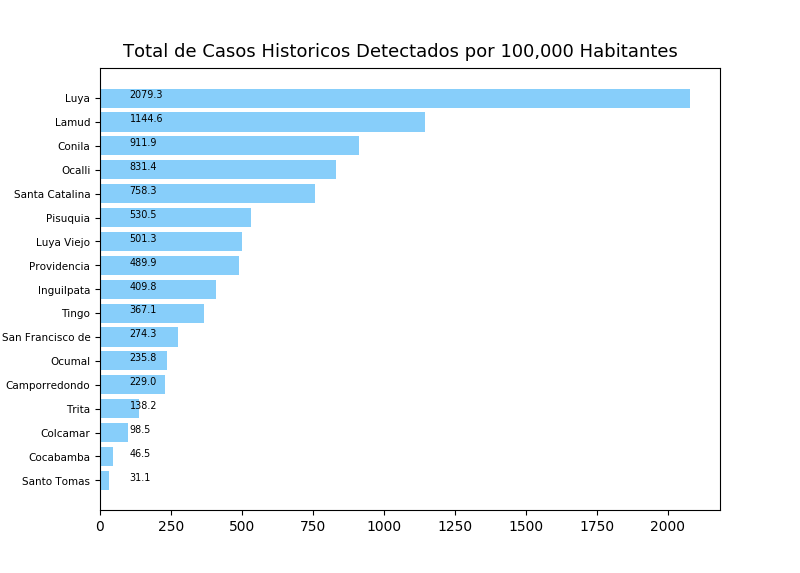 Total de Casos Historicos Detectados por 100,000 Habitantes
Luya 2079.3
Lamud 1144.6
Conila 911.9
Ocalli 831.4
Santa Catalina 758.3
Pisuquia 530.5
Luya Viejo 501.3
Providencia 489.9
Inguilpata 409.8
Tingo 367.1
San Francisco de 274.3
Ocumal 235.8
Camporredondo 229.0
Trita 138.2
Colcamar 98.5
Cocabamba 46.5
Santo Tomas 31.1
0 250 500 750 1000 1250 1500 1750 2000